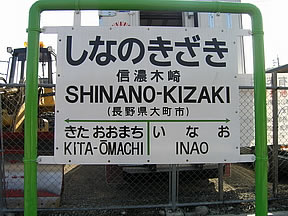 しなのきざき
信濃木崎
SHINANO-KIZAKI
(長野県大町市)
きたおおまち いなお
KITA-OMACHI INAO